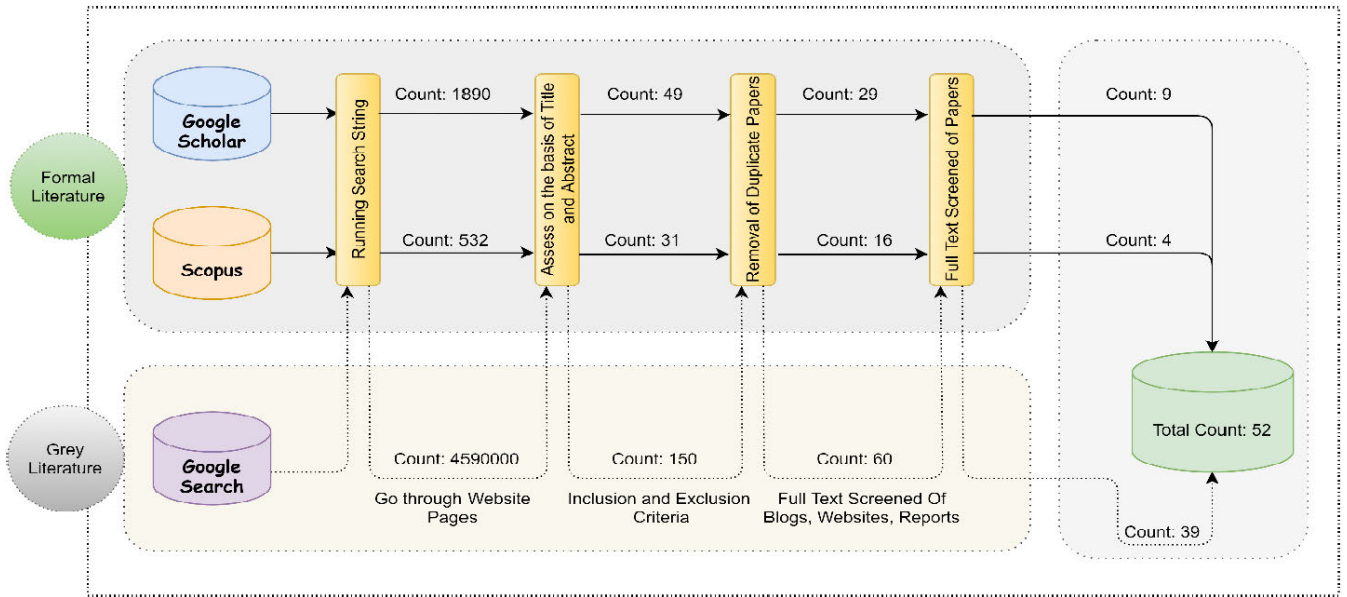 Formal
Literature
Google
Scholar
Scopus
Running Search String
Count: 1890
Count: 532
Assess on the basis of Title
and Abstract
Count: 49
Count: 31
Removal of Duplicate Papers
Count: 29
Count: 16
Full Text Screened of Papers
Count: 9
Count: 4
Grey
Literature
Google
Search
Count: 4590000
Go through Website
Pages
Count: 150
Inclusion and Exclusion
Criteria
Count: 60
Full Text Screened Of
Blogs, Websites, Reports
Count: 39
Total Count: 52